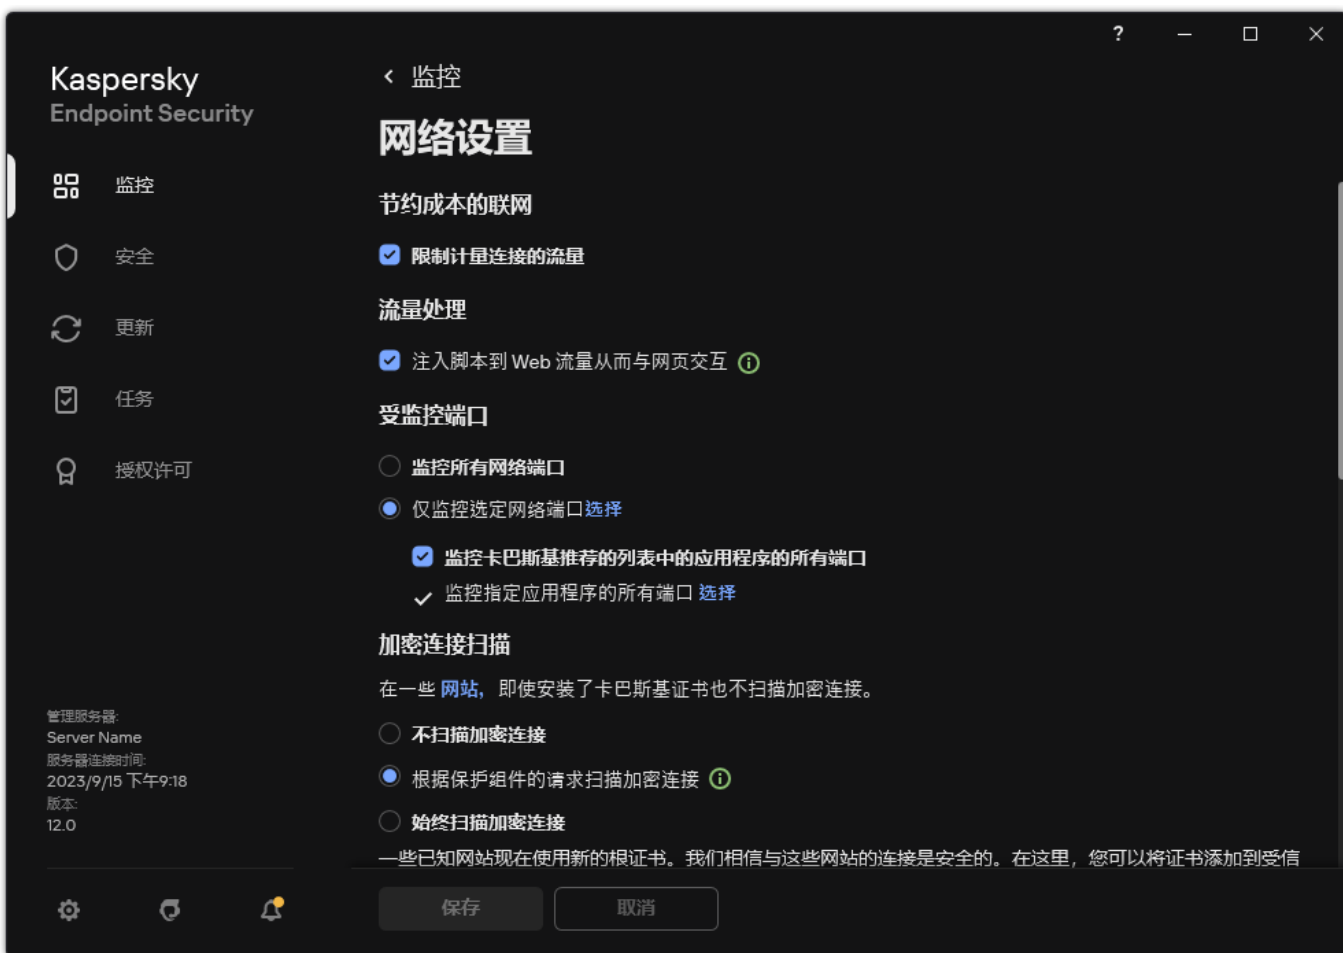 ?
Kaspersky
Endpoint Security
监控
安全
更新
任务
授权许可
管理服务器:
Server Name
服务器连接时间:
2023/9/15 下午9:18
版本:
12.0
监控
网络设置
节约成本的联网
限制计量连接的流量
流量处理
注入脚本到 Web 流量从而与网页交互
受监控端口
监控所有网络端口
仅监控选定网络端口选择
监控卡巴斯基推荐的列表中的应用程序的所有端口
监控指定应用程序的所有端口 选择
加密连接扫描
在一些 网站, 即使安装了卡巴斯基证书也不扫描加密连接。
不扫描加密连接
根据保护组件的请求扫描加密连接
始终扫描加密连接
一些已知网站现在使用新的根证书。我们相信与这些网站的连接是安全的。在这里，您可以将证书添加到受信
保存
取消